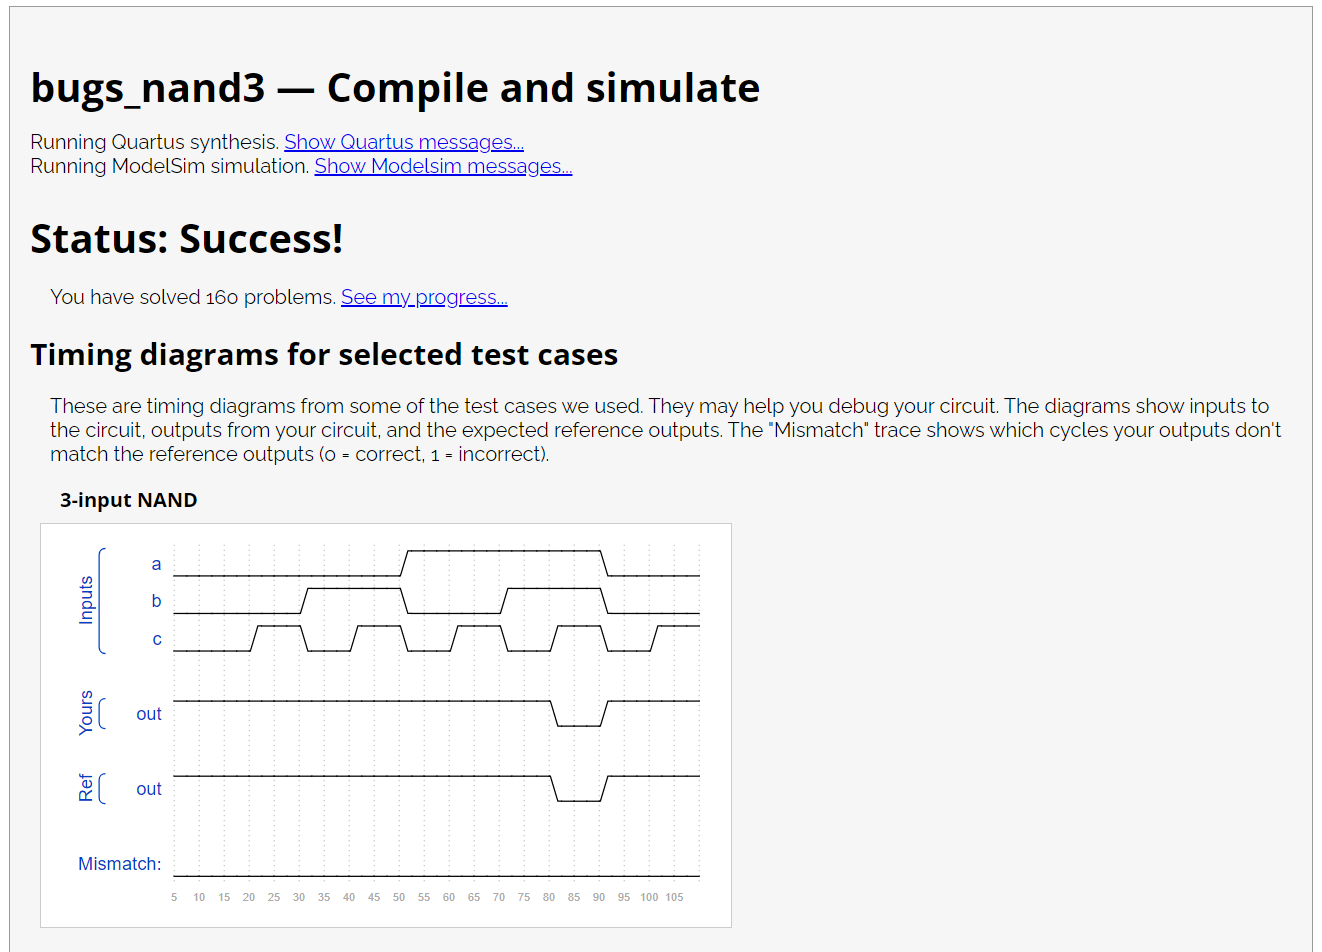 bugs_nand3 — Compile and simulate
Running Quartus synthesis. Show Quartus messages...
Running ModelSim simulation. Show Modelsim messages...
Status: Success!
You have solved 160 problems. See my progress...
Timing diagrams for selected test cases
These are timing diagrams from some of the test cases we used. They may help you debug your circuit. The diagrams show inputs to
the circuit, outputs from your circuit, and the expected reference outputs. The "Mismatch" trace shows which cycles your outputs don't
match the reference outputs (0 = correct, 1 = incorrect).
3-input NAND
Inputs
a
b
c
Yours
out
Ref
out
Mismatch:
5 10 15 20 25 30 35 40 45 50 55 60 65 70 75 80 85 90 95 100 105